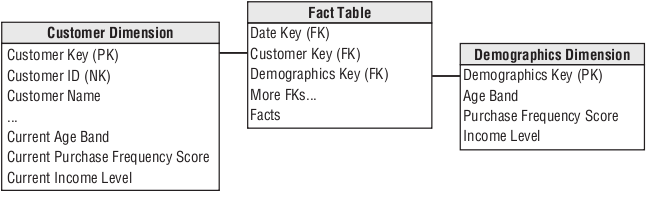 Customer Dimension
Customer Key (PK)
Customer ID (NK)
Customer Name
...
Current Age Band
Current Purchase Frequency Score
Current Income Level
Fact Table
Date Key (FK)
Customer Key (FK)
Demographics Key (FK)
More FKs...
Facts
Demographics Dimension
Demographics Key (PK)
Age Band
Purchase Frequency Score
Income Level